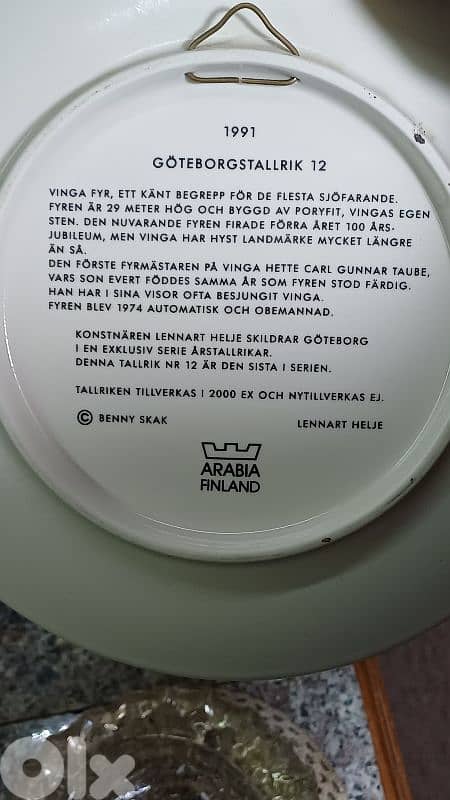 1991
GÖTEBORGSTALLRIK 12
VINGA FYR, ETT KÄNT BEGREPP FÖR DE FLESTA SJÖFARANDE.
FYREN ÄR 29 METER HÖG OCH BYGGD AV PORYFIT, VINGAS EGEN
STEN. DEN NUVARANDE FYREN FIRADE FÖRRA ÅRET 100 ÅRS-
JUBILEUM, MEN VINGA HAR HYST LANDMÄRKE MYCKET LÄNGRE
ÄN SÅ.
DEN FÖRSTE FYRMÄSTAREN PÅ VINGA HETTE CARL GUNNAR TAUBE,
VARS SON EVERT FÖDDES SAMMA ÅR SOM FYREN STOD FÄRDIG.
HAN HAR I SINA VISOR OFTA BESJUNGIT VINGA.
FYREN BLEV 1974 AUTOMATISK OCH OBEMANNAD.
KONSTNÄREN LENNART HELJE SKILDRAR GÖTEBORG
I EN EXKLUSIV SERIE ÅRSTALLRIKAR.
DENNA TALLRIK NR 12 ÄR DEN SISTA I SERIEN.
TALLRIKEN TILLVERKAS I 2000 EX OCH NYTILLVERKAS EJ.
© BENNY SKAK LENNART HELJE
ARABIA
FINLAND
OLX